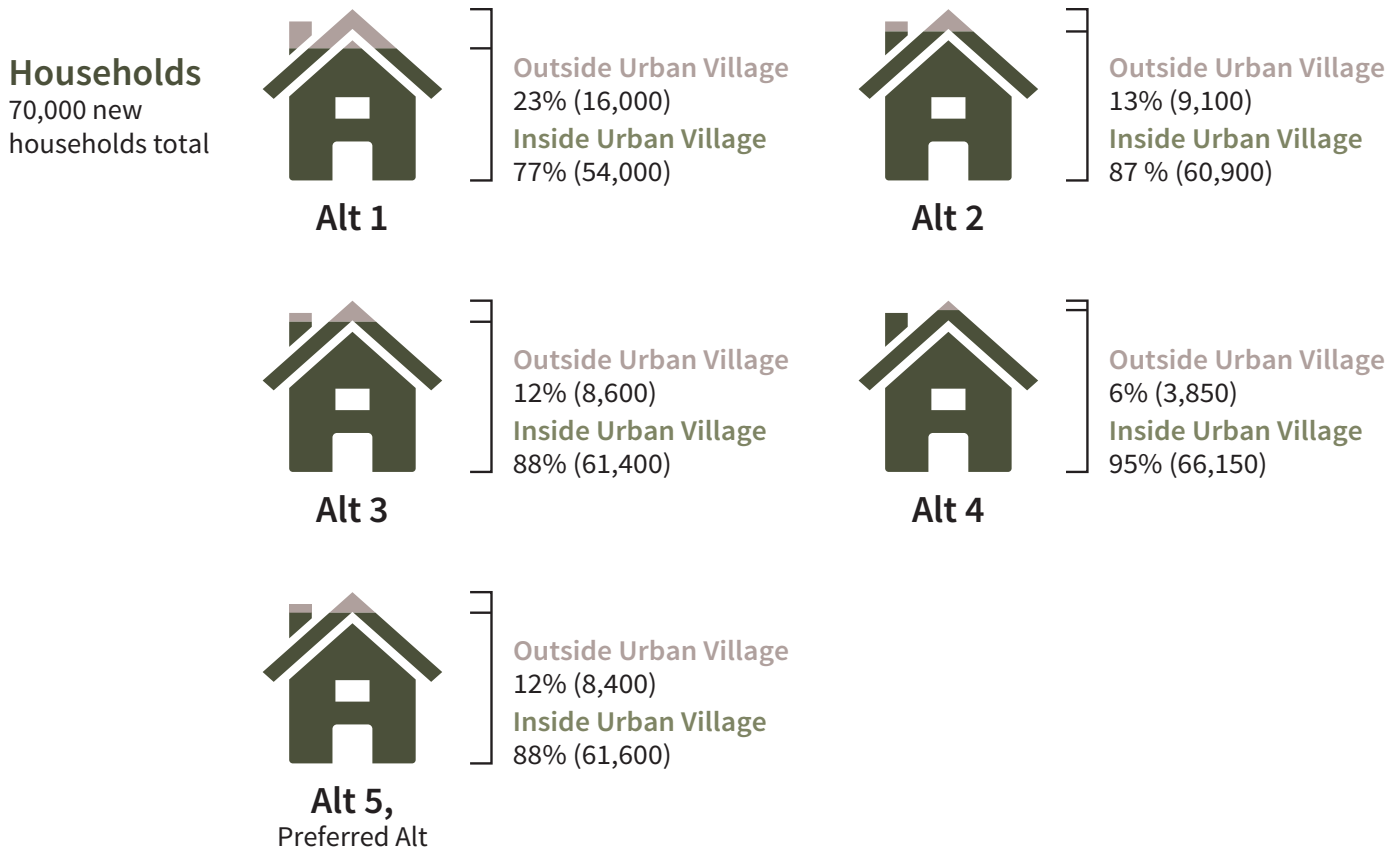 Households
70,000 new
households total
Outside Urban Village
23% (16,000)
Inside Urban Village
77% (54,000)
Alt 1
Outside Urban Village
13% (9,100)
Inside Urban Village
87 % (60,900)
Alt 2
Outside Urban Village
12% (8,600)
Inside Urban Village
88% (61,400)
Alt 3
Outside Urban Village
6% (3,850)
Inside Urban Village
95% (66,150)
Alt 4
Outside Urban Village
12% (8,400)
Inside Urban Village
88% (61,600)
Alt 5,
Preferred Alt